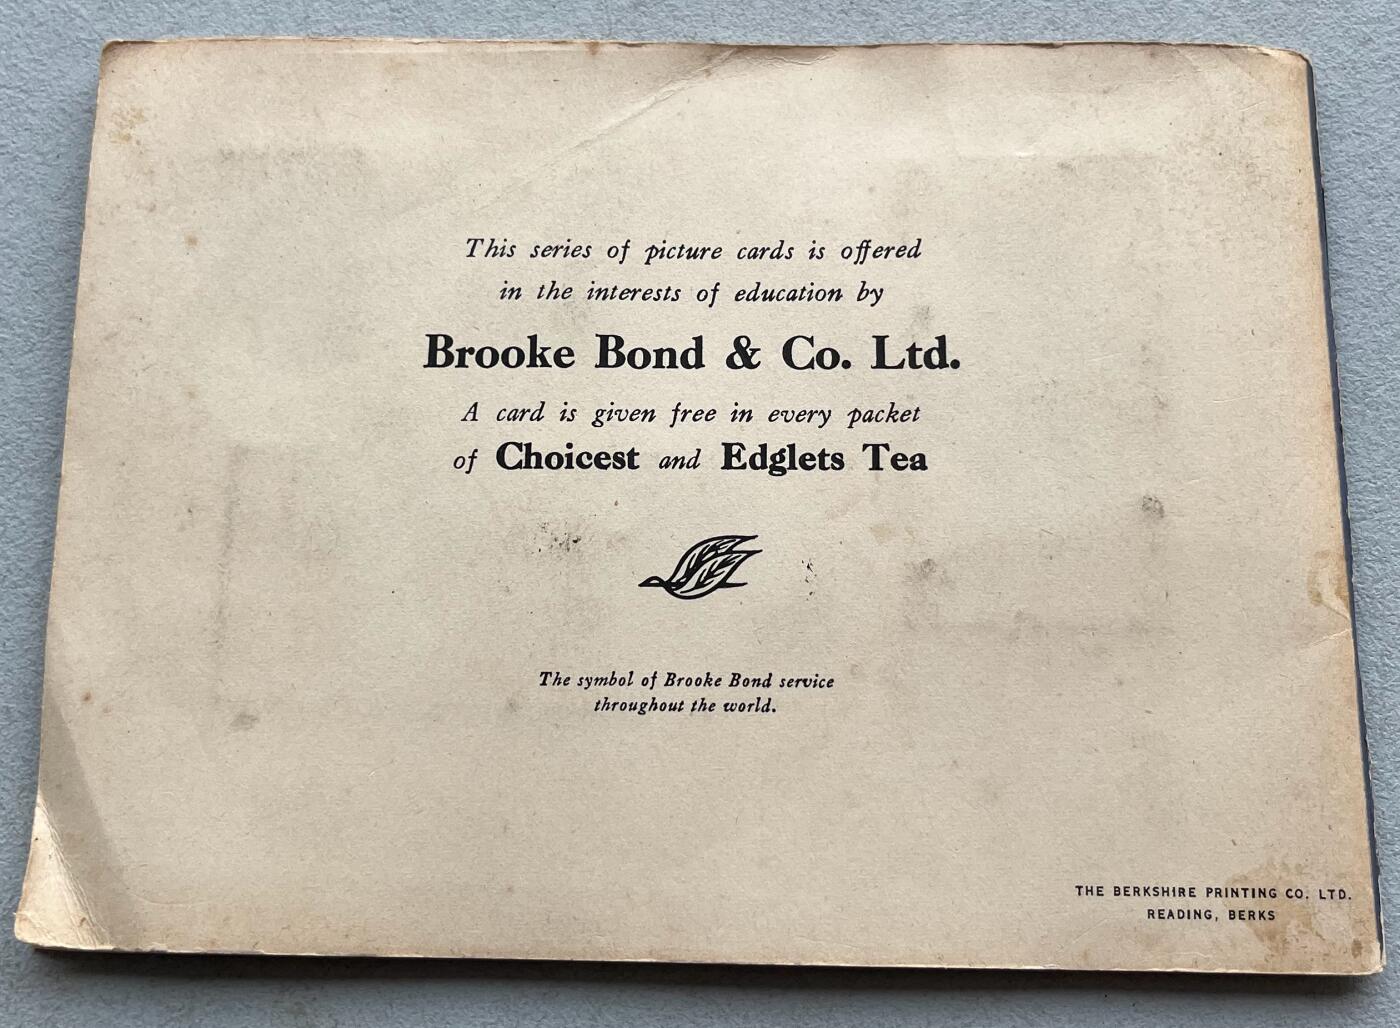 This series of picture cards is offered
in the interests of education by
Brooke Bond & Co. Ltd.
A card is given free in every packet
of Choicest and Edglets Tea
The symbol of Brooke Bond service
throughout the world.
THE BERKSHIRE PRINTING CO. LTD.
READING, BERKS